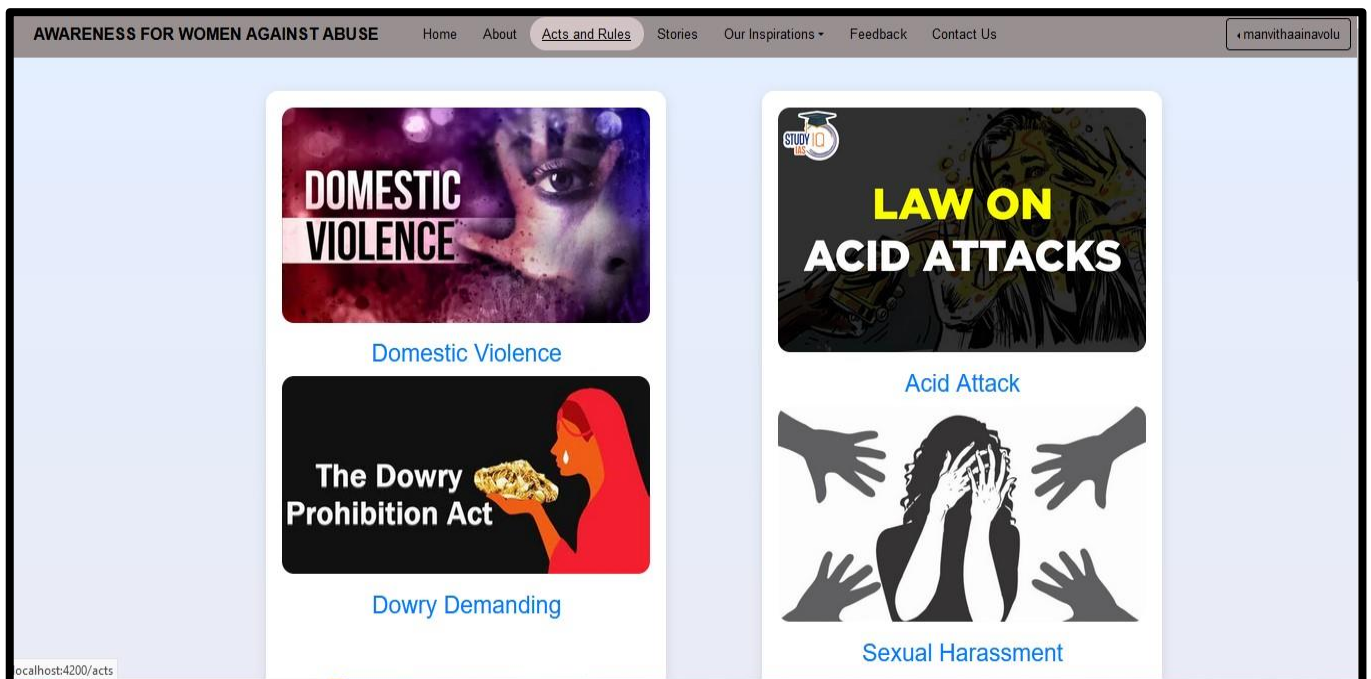 AWARENESS FOR WOMEN AGAINST ABUSE Home About Acts and Rules Stories Our Inspirations Feedback Contact Us manvithaainavolu
DOMESTIC
VIOLENCE
Domestic Violence
The Dowry
Prohibition Act
Dowry Demanding
STUDY IQ
IAS
LAW ON
ACID ATTACKS
Acid Attack
Sexual Harassment
localhost:4200/acts